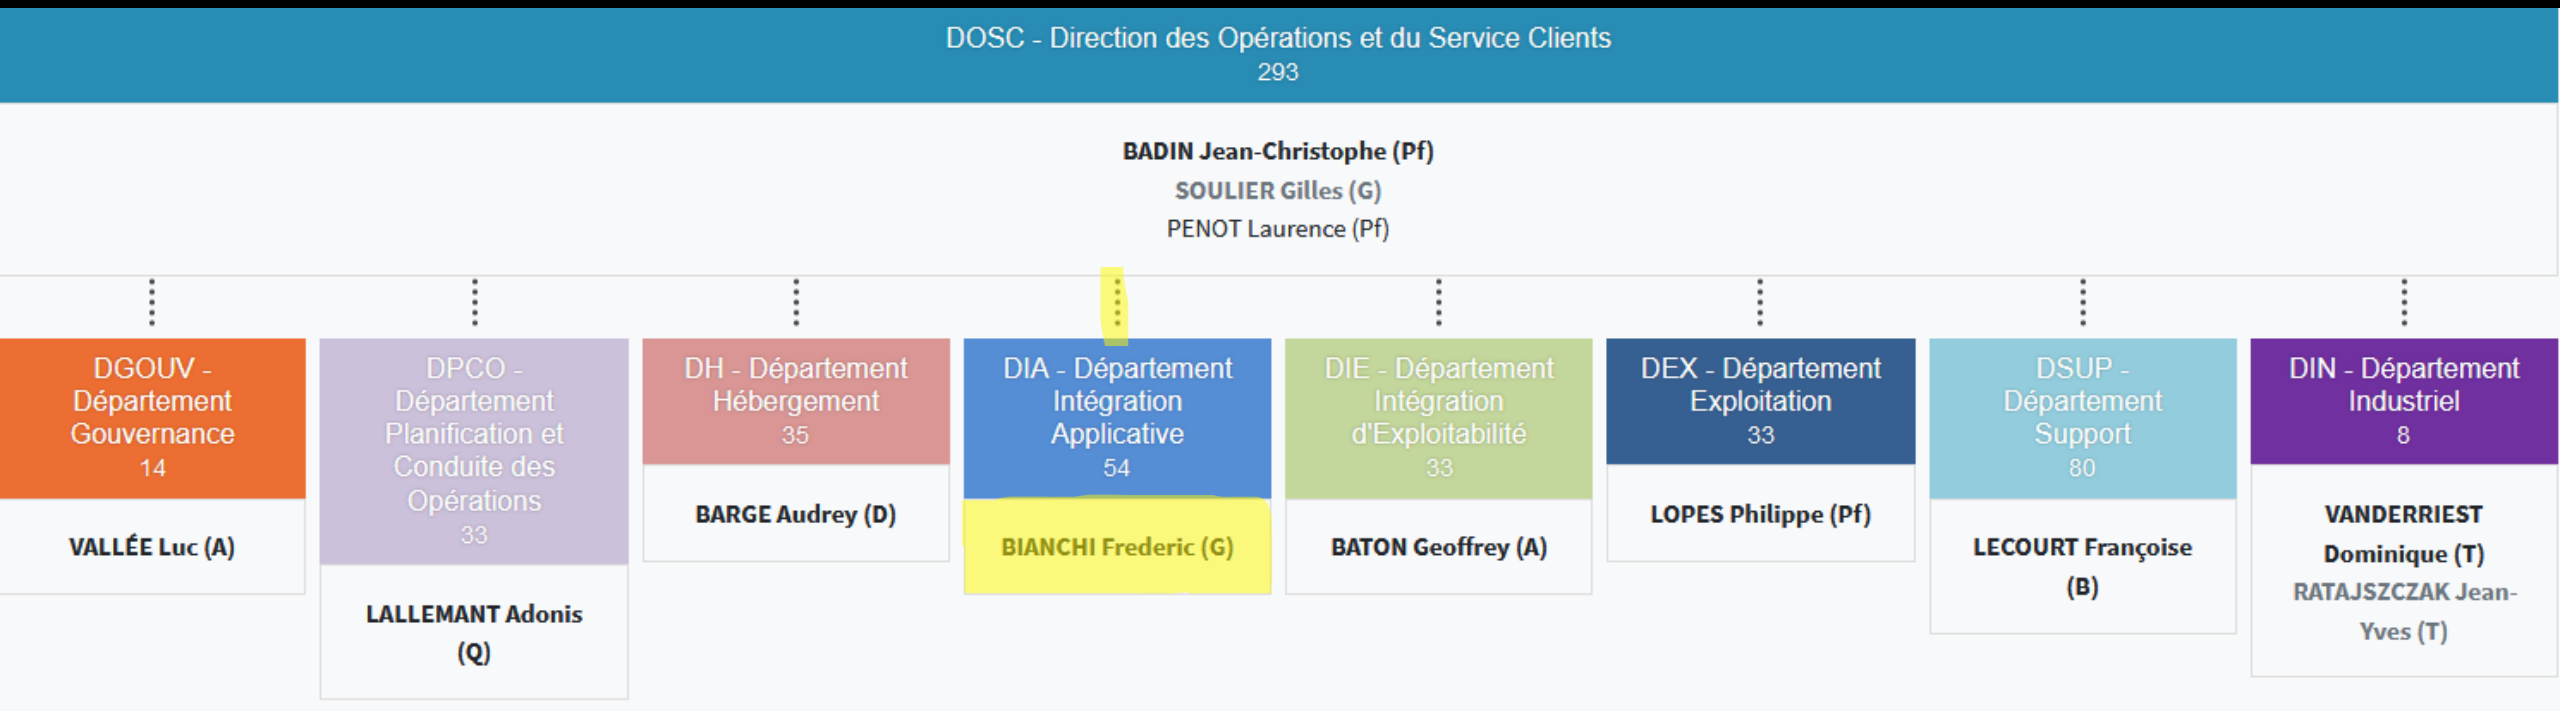 DOSC - Direction des Opérations et du Service Clients
293
BADIN Jean-Christophe (Pf)
SOULIER Gilles (G)
PENOT Laurence (Pf)
DGOUV -
Département
Gouvernance
14
VALLÉE Luc (A)
DPCO -
Département
Planification et
Conduite des
Opérations
33
LALLEMANT Adonis
(Q)
DH - Département
Hébergement
35
BARGE Audrey (D)
DIA - Département
Intégration
Applicative
54
BIANCHI Frederic (G)
DIE - Département
Intégration
d'Exploitabilité
33
BATON Geoffrey (A)
DEX - Département
Exploitation
33
LOPES Philippe (Pf)
DSUP -
Département
Support
80
LECOURT Françoise
(B)
DIN - Département
Industriel
8
VANDERRIEST
Dominique (T)
RATAJSZCZAK Jean-
Yves (T)